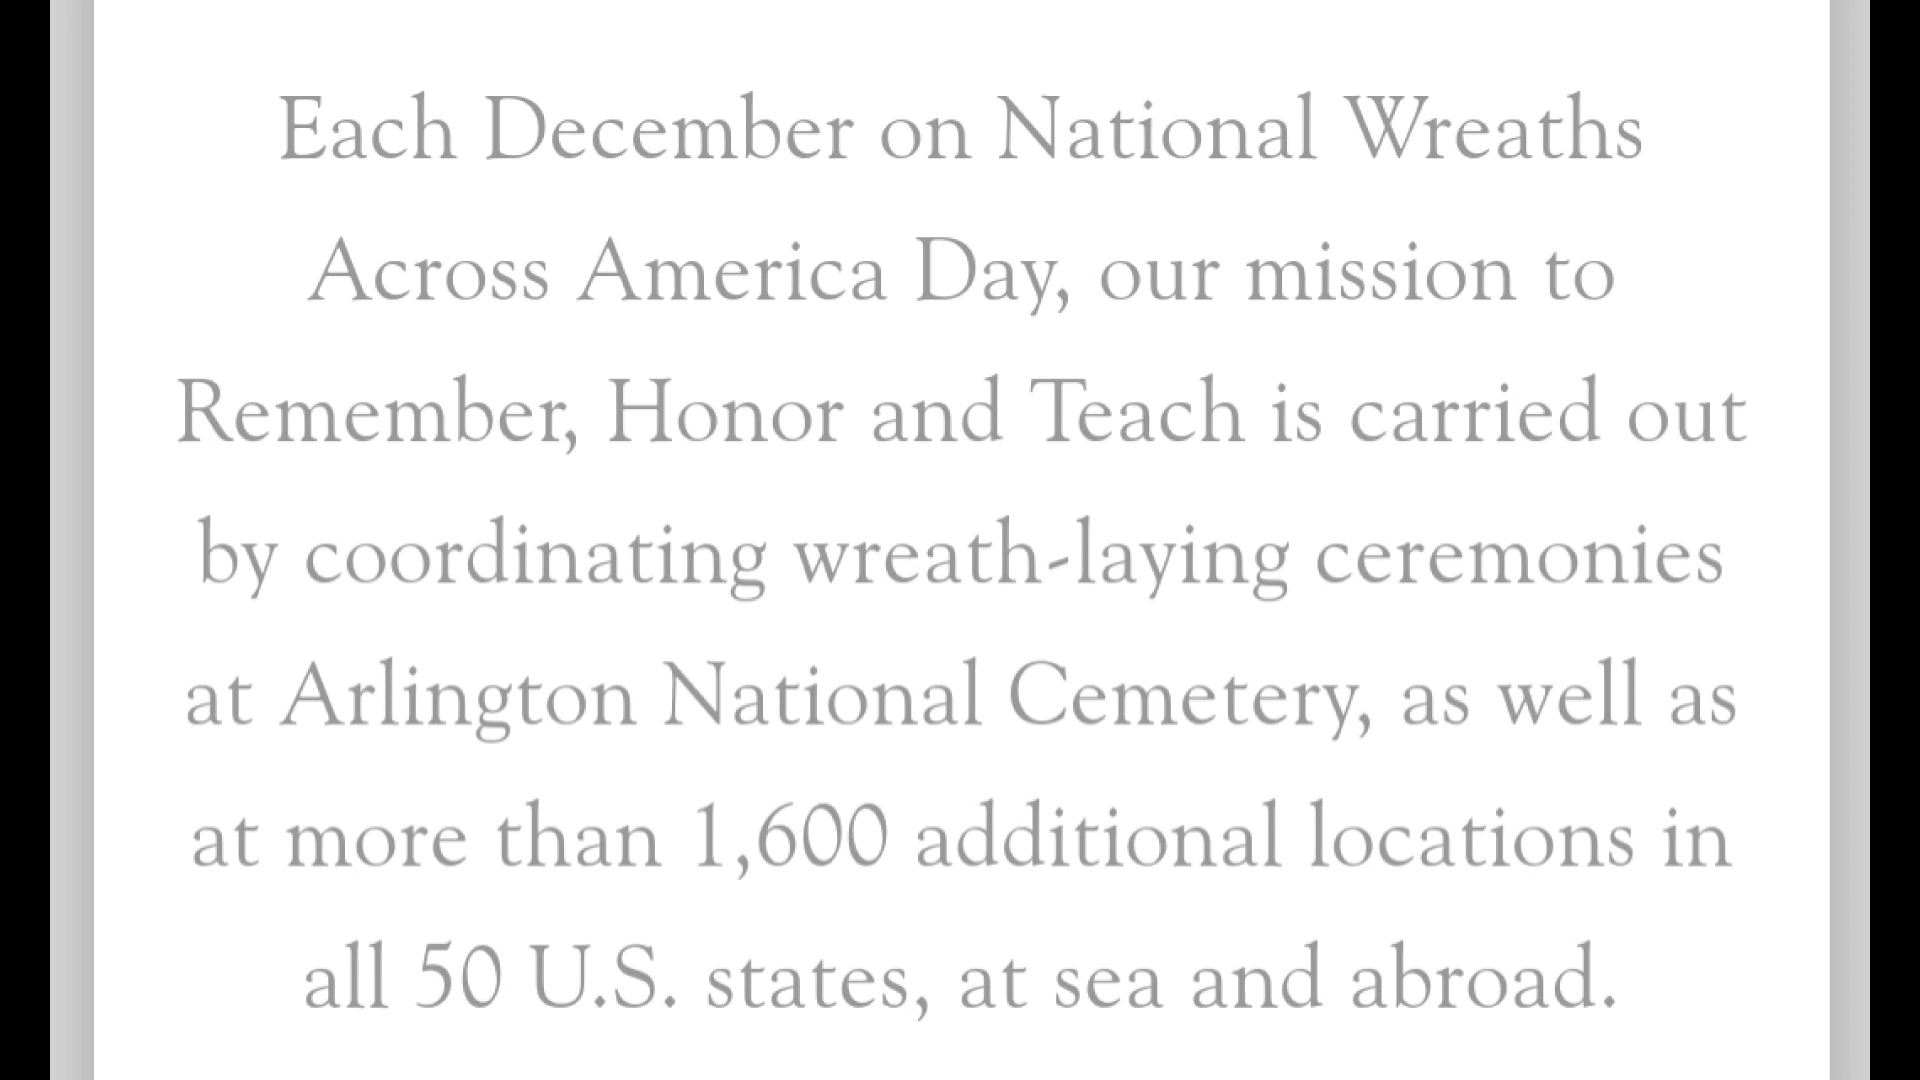 Each December on National Wreaths
Across America Day, our mission to
Remember, Honor and Teach is carried out
by coordinating wreath-laying ceremonies
at Arlington National Cemetery, as well as
at more than 1,600 additional locations in
all 50 U.S. states, at sea and abroad.